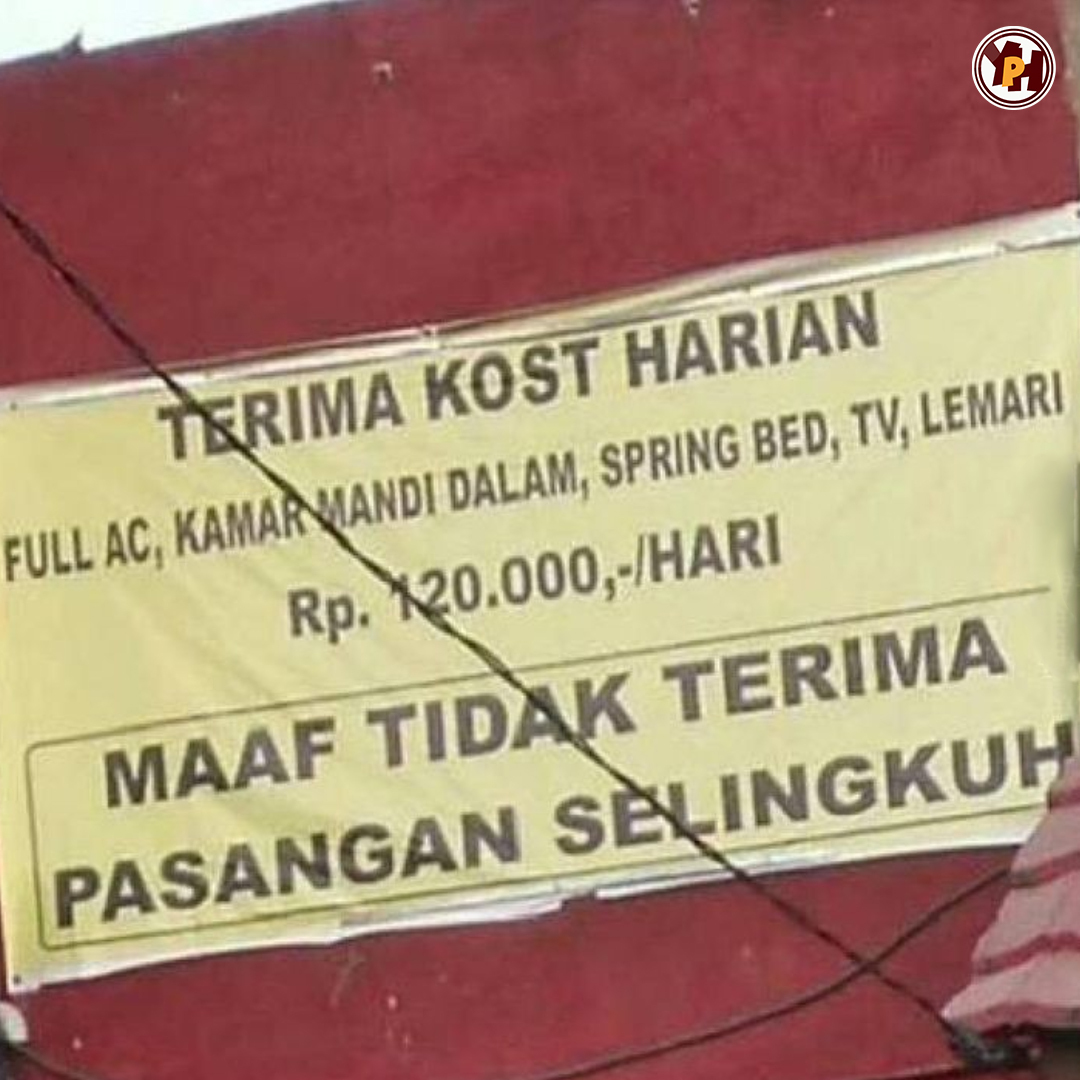 YPH
TERIMA KOST HARIAN
FULL AC, KAMAR MANDI DALAM, SPRING BED, TV, LEMARI
Rp. 120.000,-/HARI
MAAF TIDAK TERIMA
PASANGAN SELINGKUH